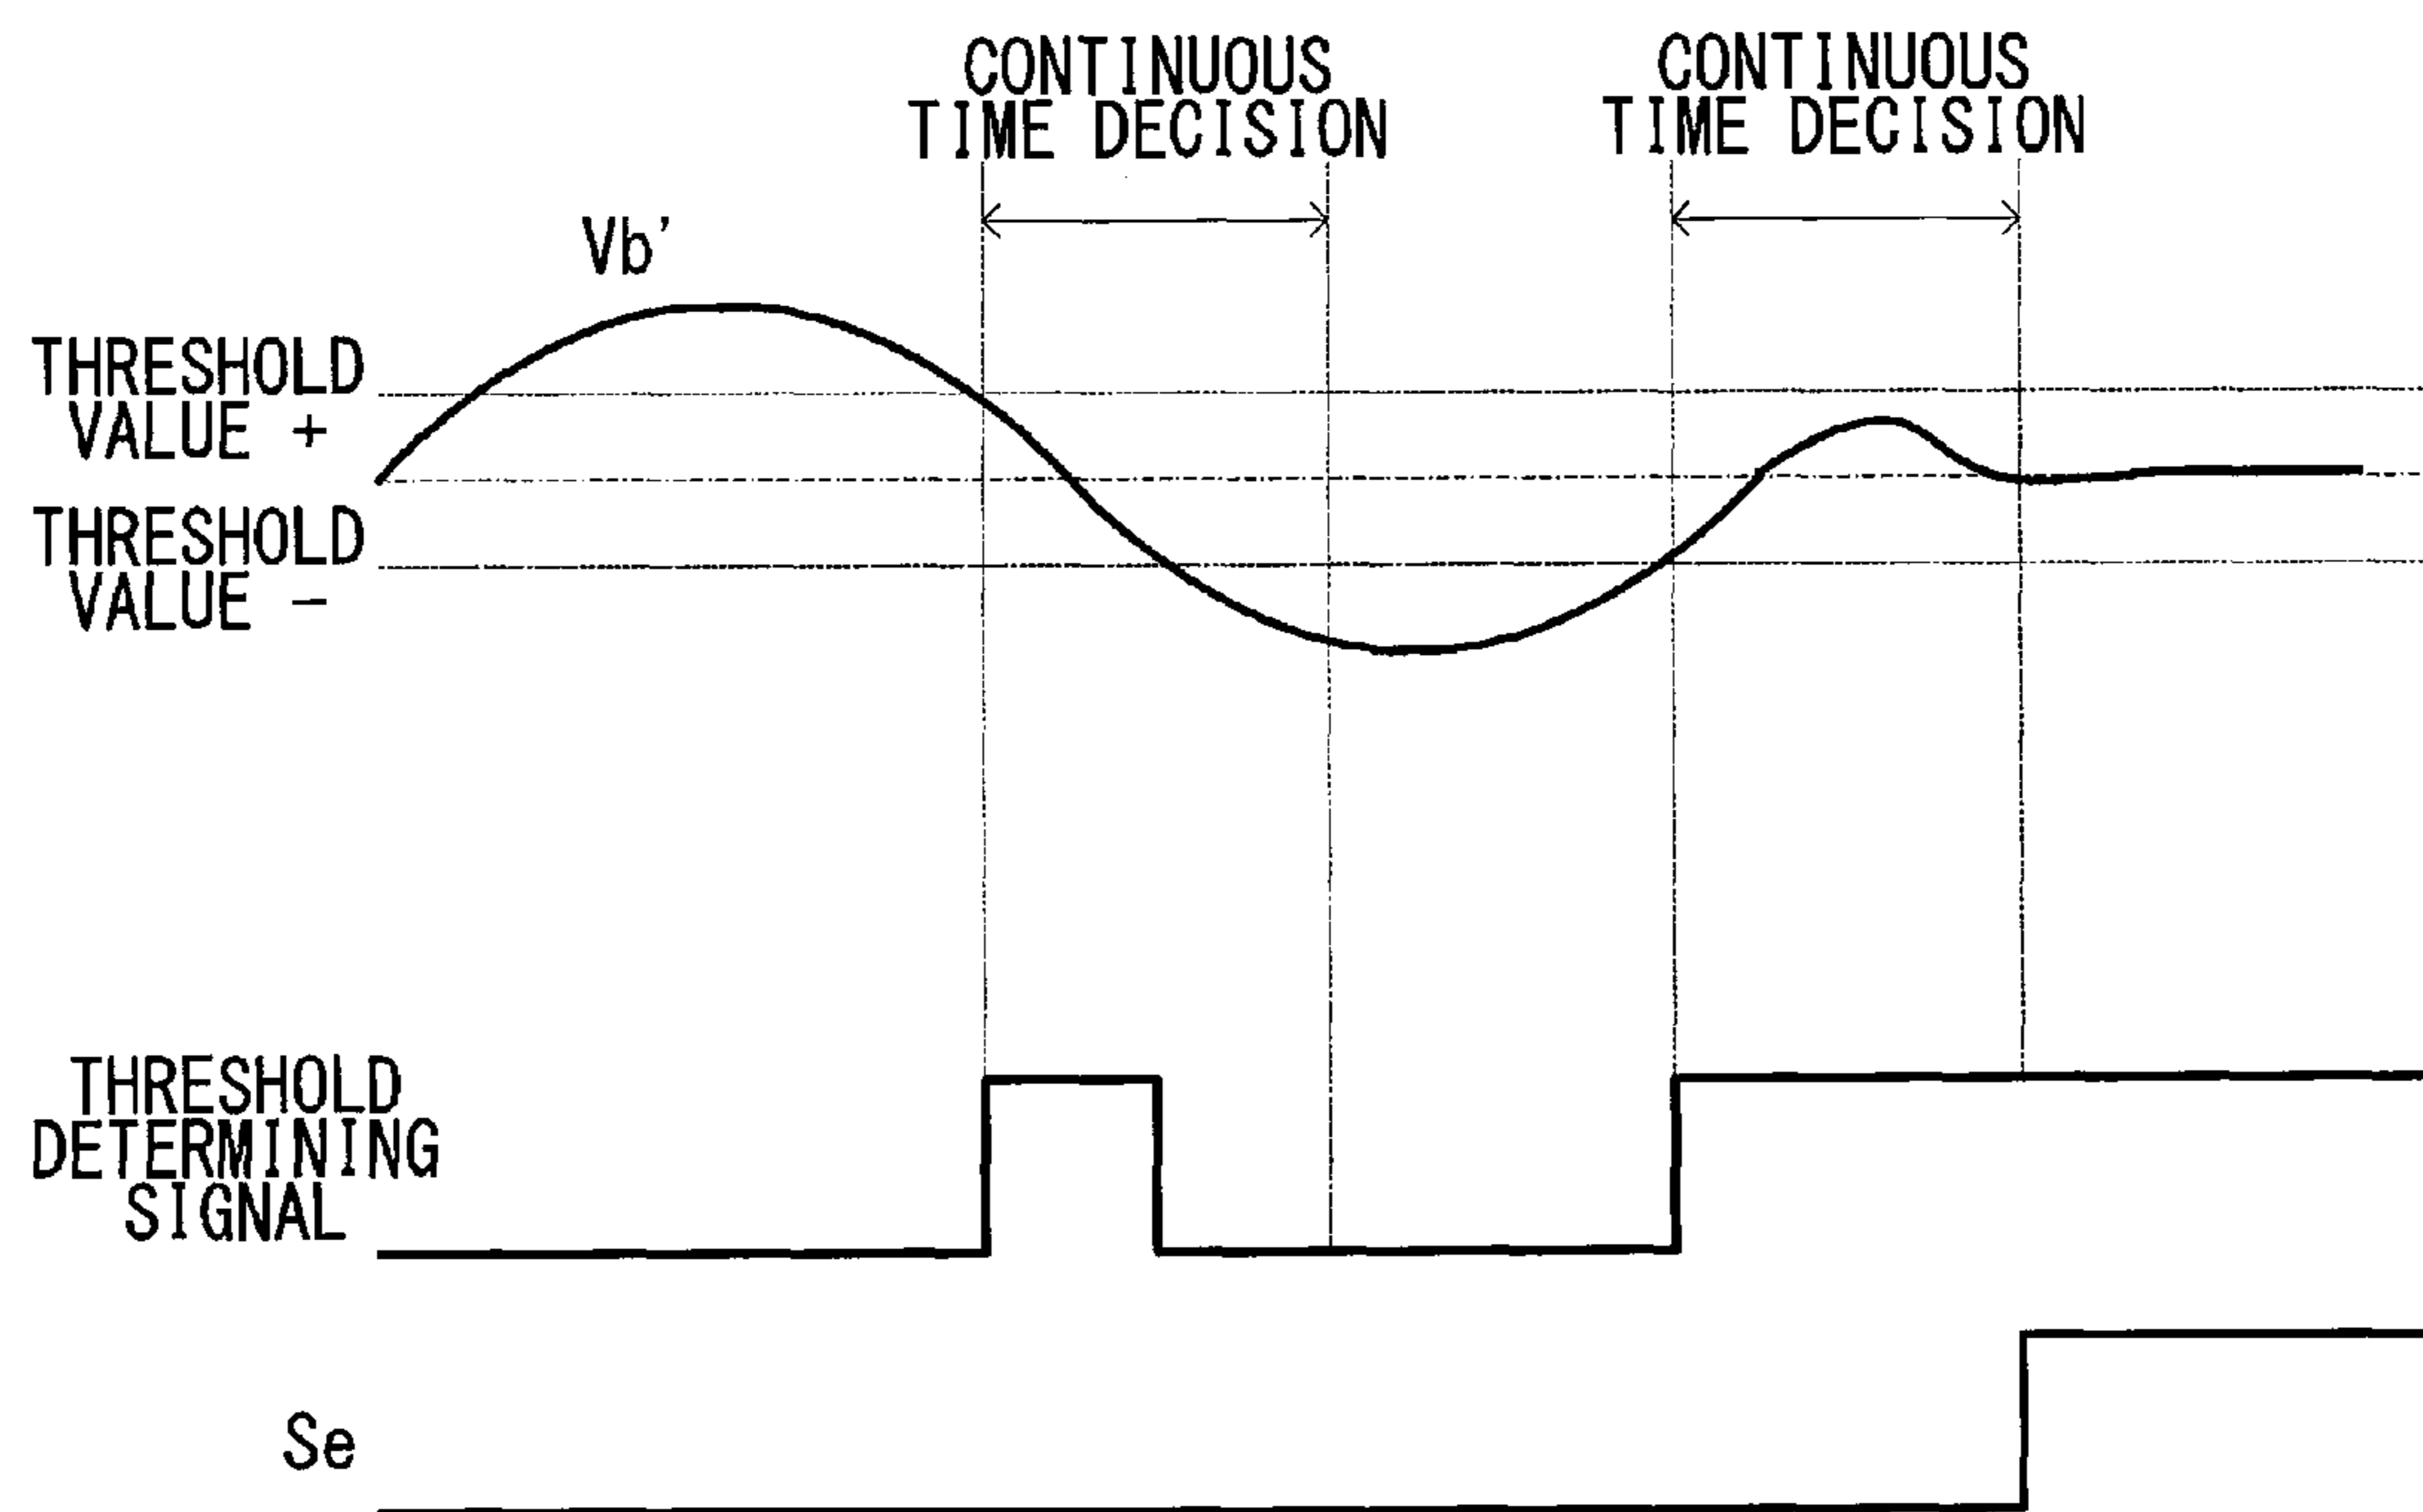 CONTINUOUS
TIME DECISION
CONTINUOUS
TIME DECISION
Vb'
THRESHOLD
VALUE +
THRESHOLD
VALUE −
THRESHOLD
DETERMINING
SIGNAL
Se